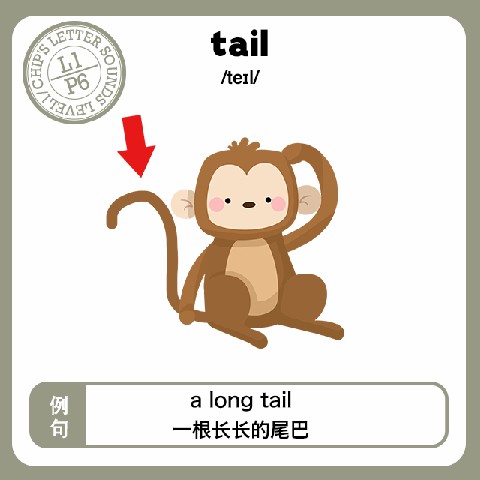 CHIP'S LETTER SOUNDS LEVEL1/
L1
P6
tail
/teɪl/
例句
a long tail
一根长长的尾巴